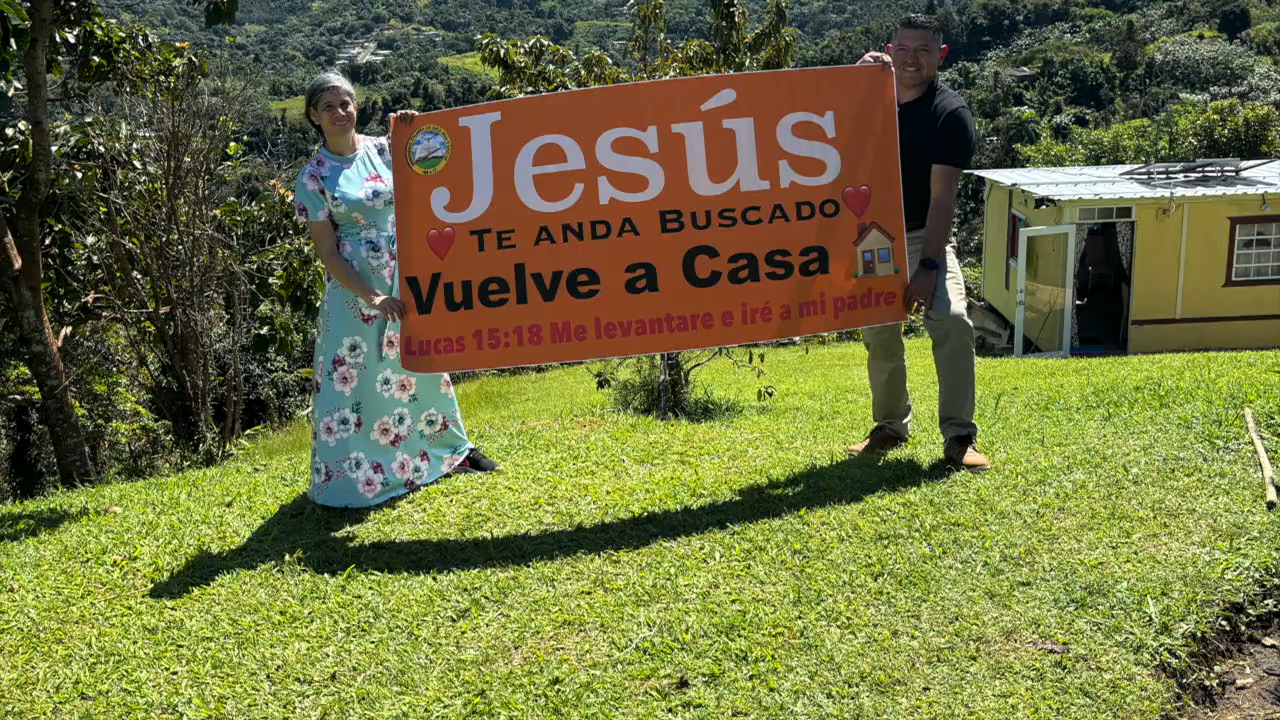 Jesús
TE ANDA BUSCADO
Vuelve a Casa
Lucas 15:18 Me levantare e iré a mi padre